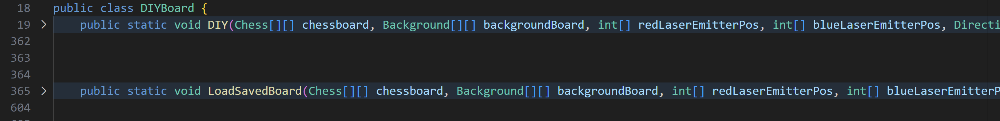 18 public class DIYBoard {
19 > public static void DIY(Chess[][] chessboard, Background[][] backgroundBoard, int[] redLaserEmitterPos, int[] blueLaserEmitterPos, Directi
362
363
364
365 > public static void LoadSavedBoard(Chess[][] chessboard, Background[][] backgroundBoard, int[] redLaserEmitterPos, int[] blueLaserEmitterP
604